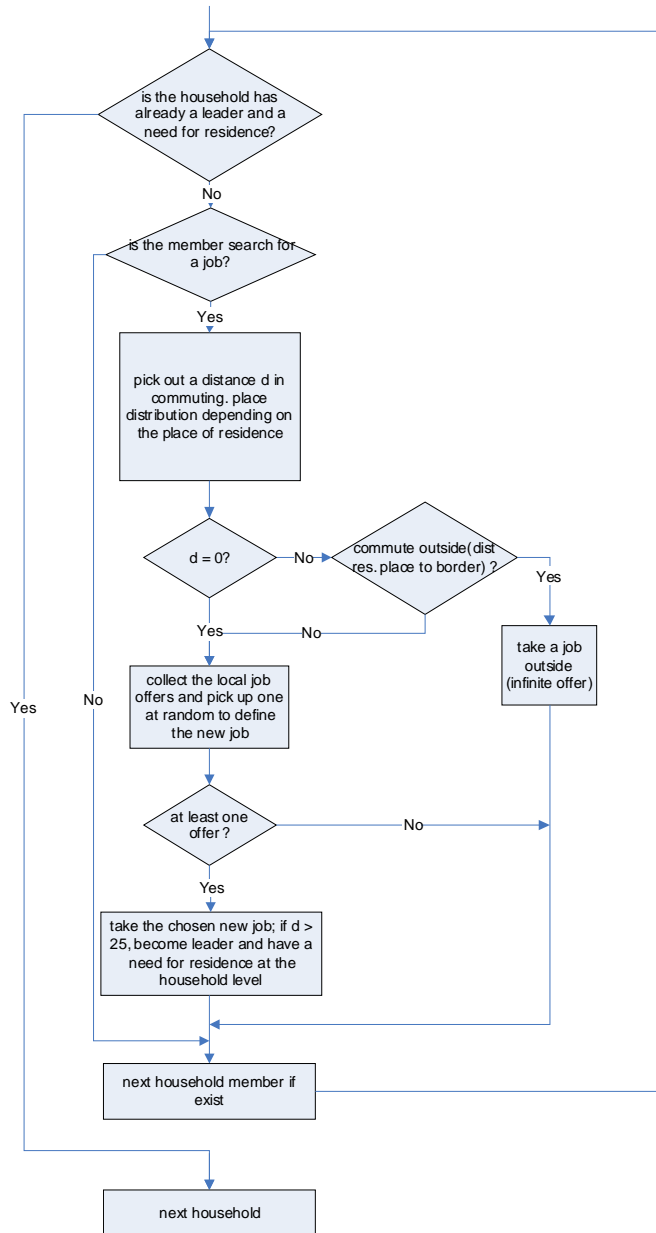 is the household has
already a leader and a
need for residence?
No
is the member search for
a job?
Yes
pick out a distance d in
commuting. place
distribution depending on
the place of residence
d = 0?
No
commute outside(dist
res. place to border) ?
Yes
Yes
No
take a job
outside
(infinite offer)
collect the local job
offers and pick up one
at random to define
the new job
Yes
No
at least one
offer ?
No
Yes
take the chosen new job; if d >
25, become leader and have a
need for residence at the
household level
next household member if
exist
next household